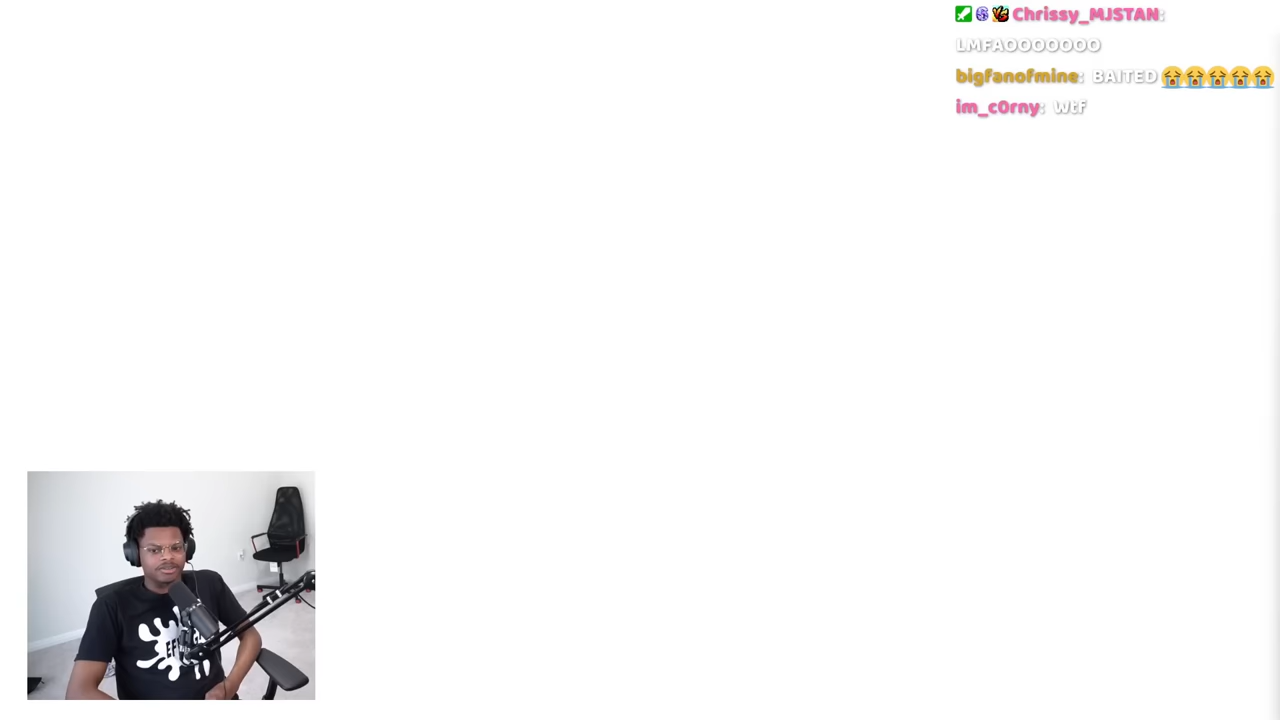 Chrissy_MJSTAN:
LMFAOOOOOOO
bigfanofmine: BAITED 😭😭😭😭😭
im_c0rny: Wtf